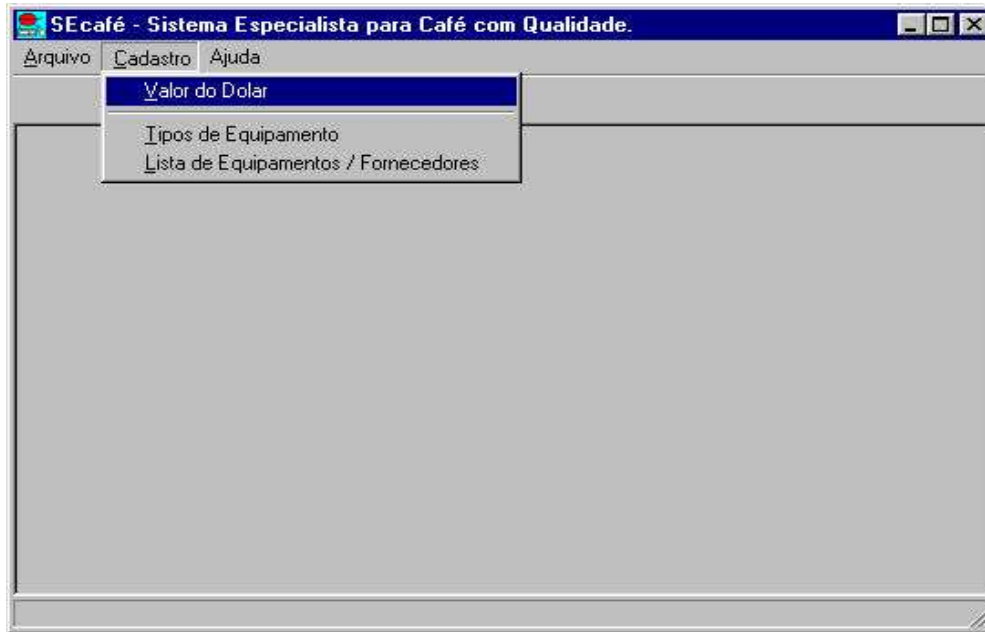 SEcafé - Sistema Especialista para Café com Qualidade.
Arquivo Cadastro Ajuda
Valor do Dolar
Tipos de Equipamento
Lista de Equipamentos / Fornecedores